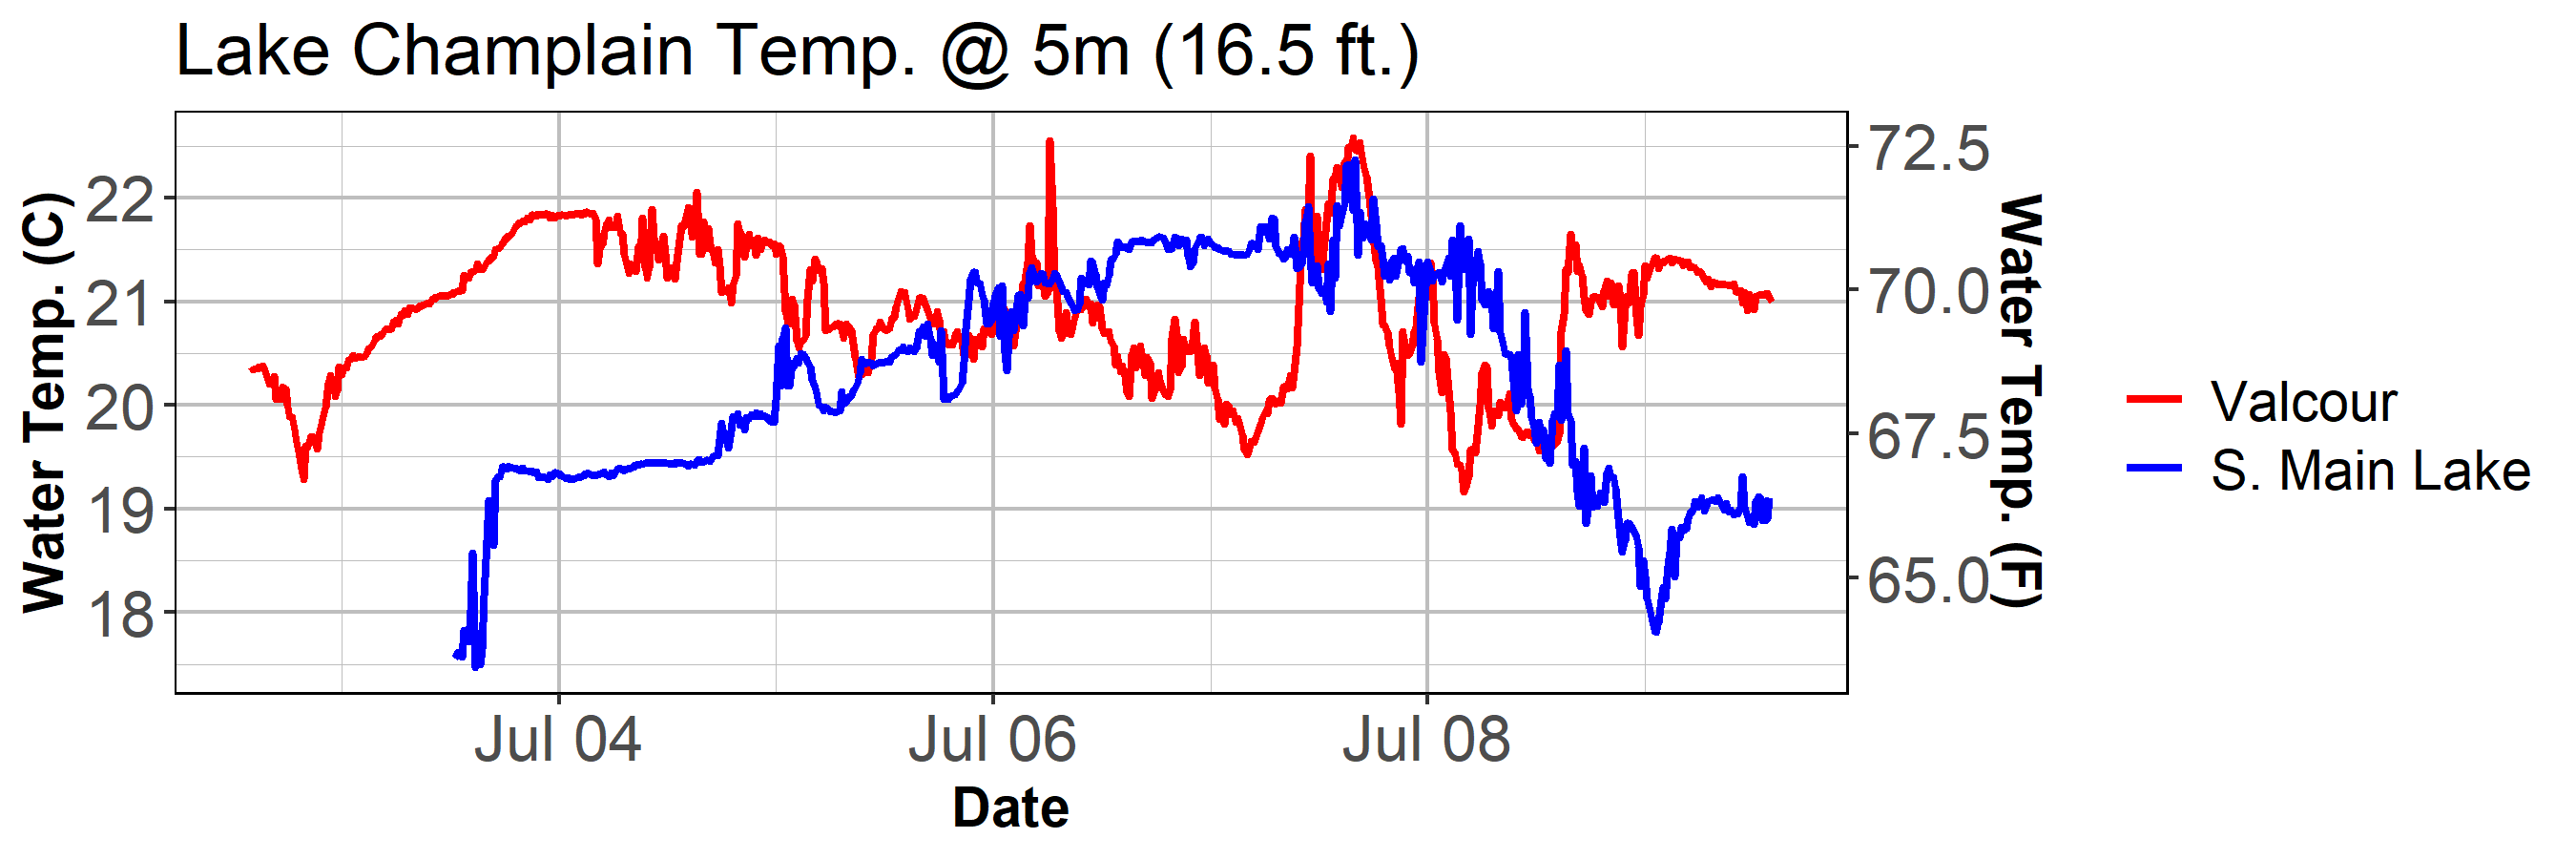 Lake Champlain Temp. @ 5m (16.5 ft.)
Water Temp. (C)
22
21
20
19
18
72.5
70.0
67.5
65.0
Water Temp. (F)
Jul 04
Jul 06
Jul 08
Date
Valcour
S. Main Lake